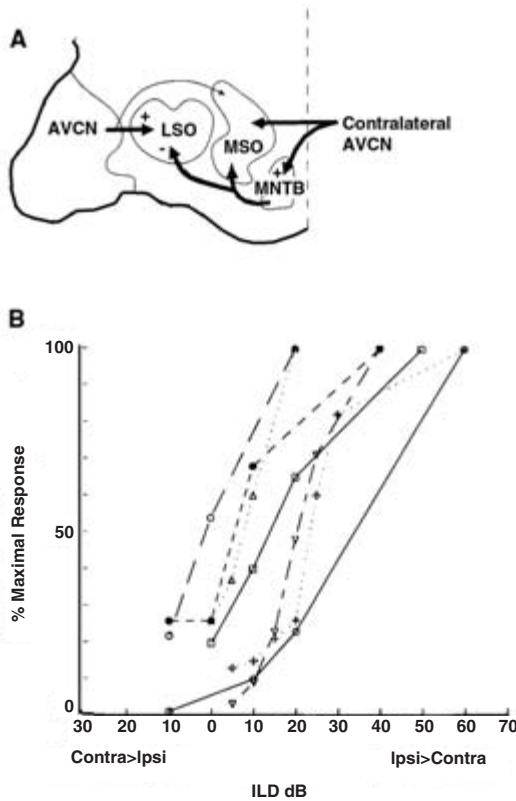 A
AVCN
+
LSO
-
MSO
+
MNTB
Contralateral
AVCN
B
100
50
0
% Maximal Response
30 20 10 0 10 20 30 40 50 60 70
Contra>Ipsi Ipsi>Contra
ILD dB